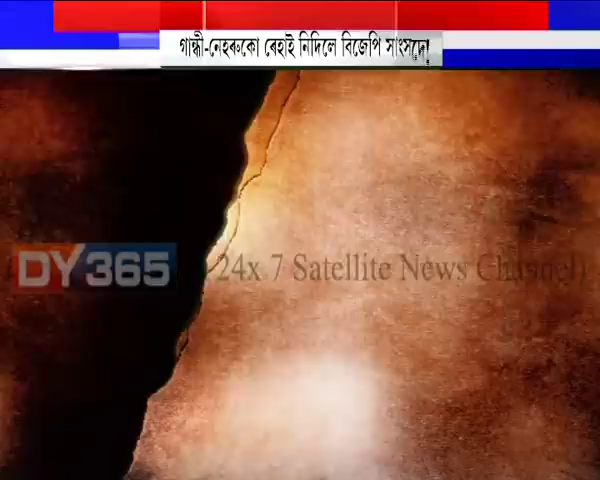 গান্ধী-নেহৰুকো ৰেহাই নিদিলে বিজেপি সাংসদে!
DY365 24x 7 Satellite News Channel)